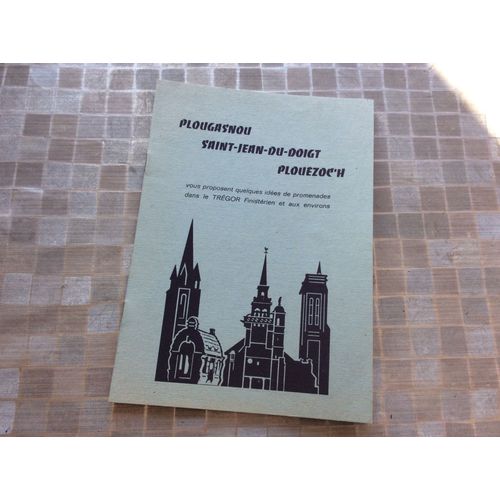 PLOUGASNOU
SAINT-JEAN-DU-DOIGT
PLOUEZOC'H
vous proposent quelques idées de promenades
dans le TRÉGOR Finistérien et aux environs